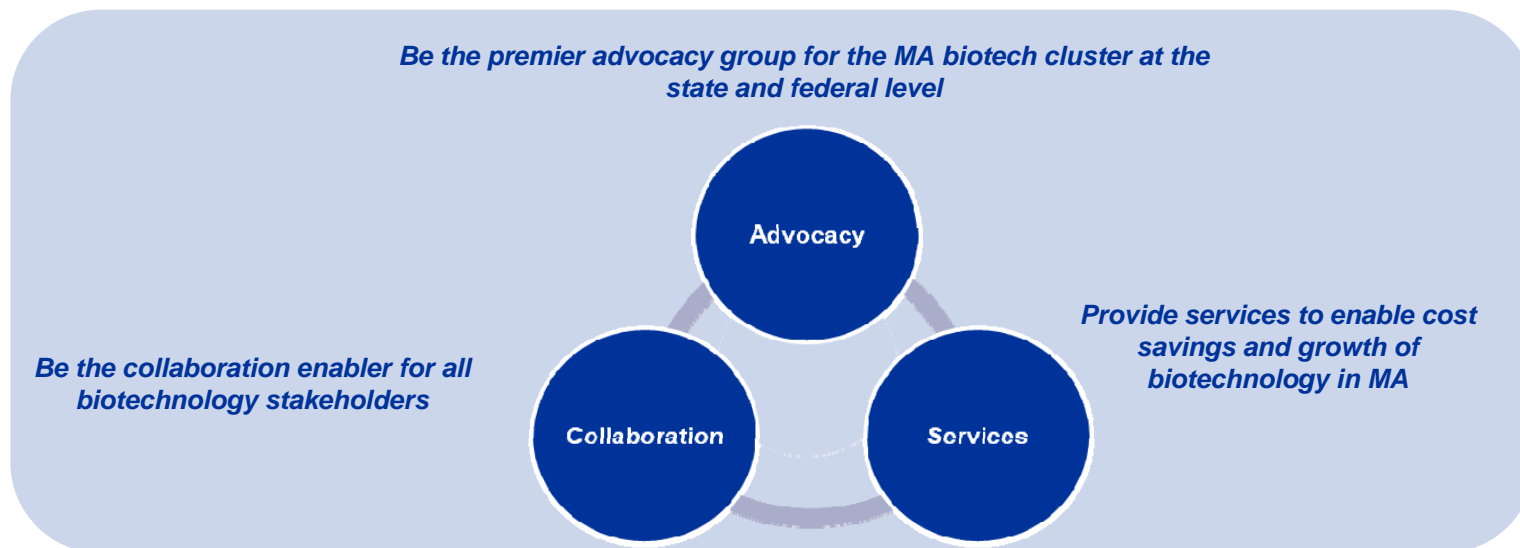 Be the premier advocacy group for the MA biotech cluster at the
state and federal level
Advocacy
Provide services to enable cost
savings and growth of
biotechnology in MA
Be the collaboration enabler for all
biotechnology stakeholders
Collaboration
Services